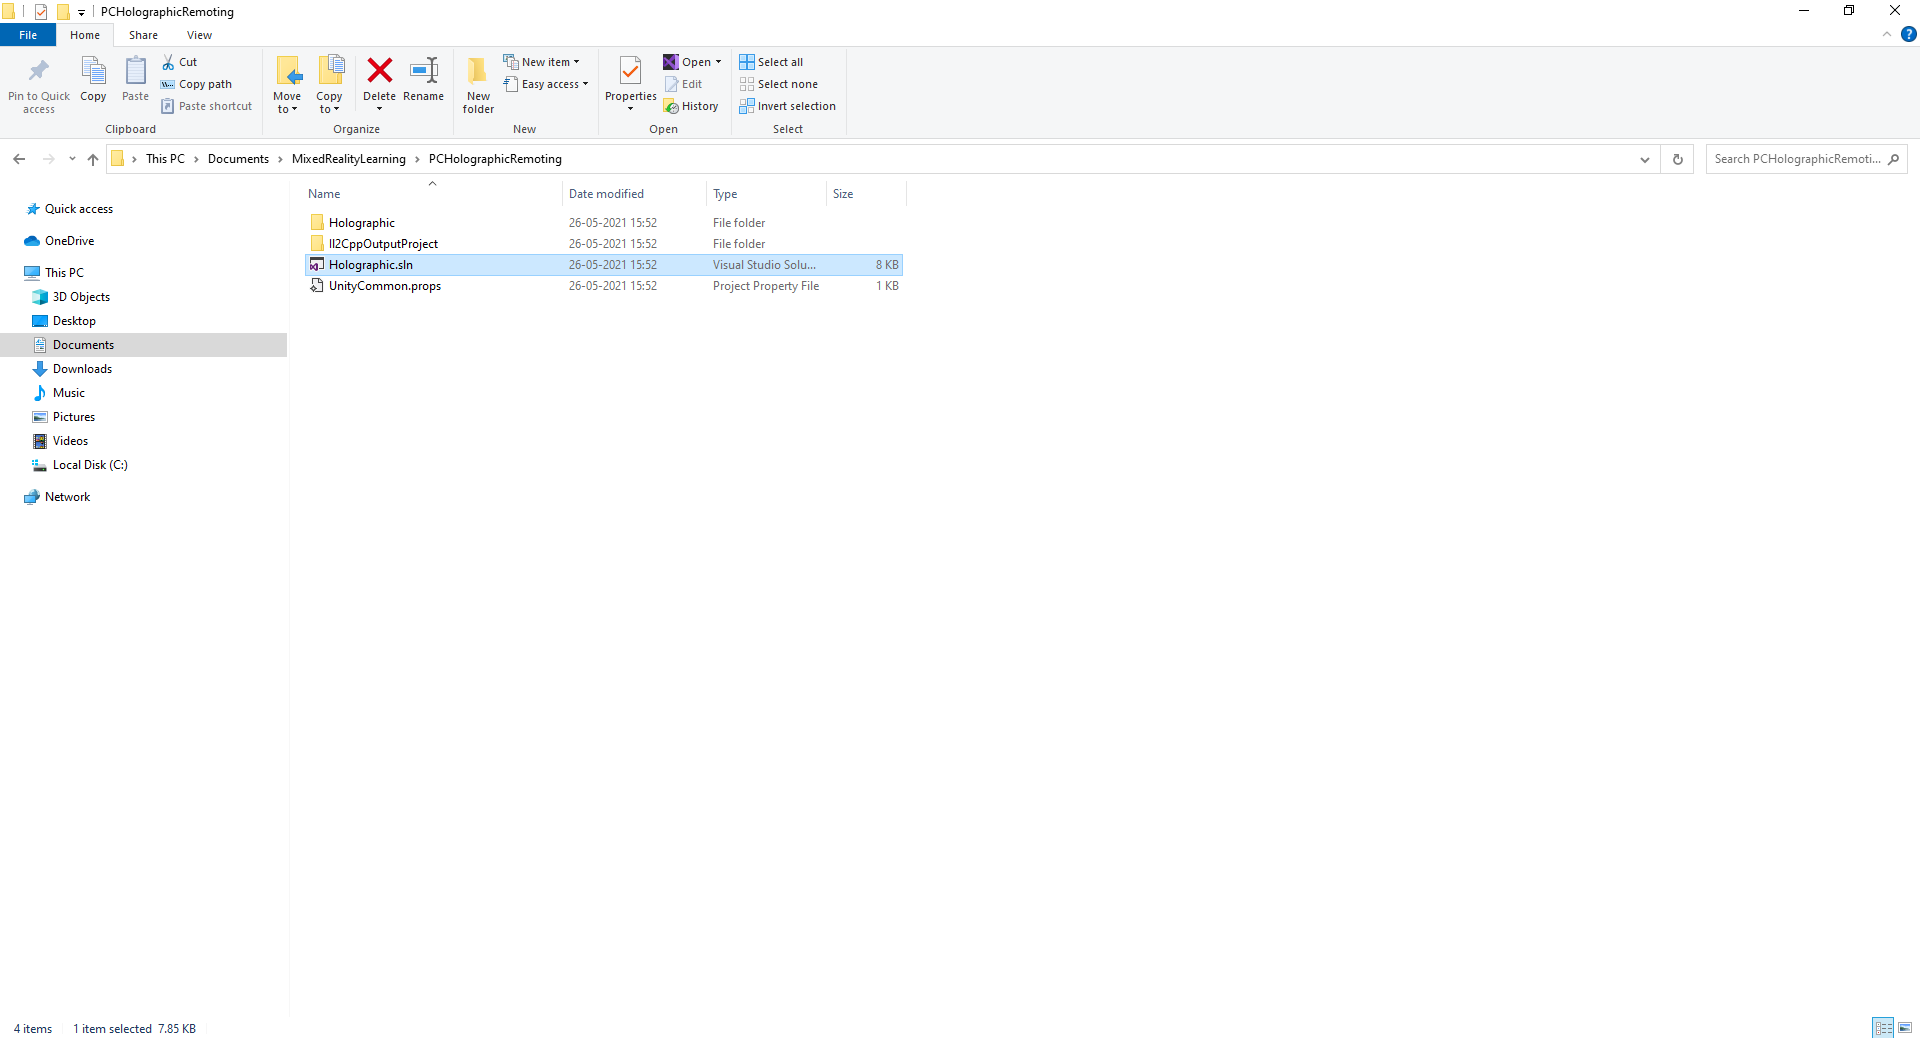 PCHolographicRemoting
File Home Share View
Pin to Quick access
Copy
Paste
Cut
Copy path
Paste shortcut
Clipboard
Move to
Copy to
Delete
Rename
Organize
New folder
New item
Easy access
New
Properties
Open
Edit
History
Open
Select all
Select none
Invert selection
Select
This PC Documents MixedRealityLearning PCHolographicRemoting
Search PCHolographicRemoti...
Quick access
OneDrive
This PC
3D Objects
Desktop
Documents
Downloads
Music
Pictures
Videos
Local Disk (C:)
Network
Name Date modified Type Size
Holographic 26-05-2021 15:52 File folder
Il2CppOutputProject 26-05-2021 15:52 File folder
Holographic.sln 26-05-2021 15:52 Visual Studio Solu... 8 KB
UnityCommon.props 26-05-2021 15:52 Project Property File 1 KB
4 items 1 item selected 7.85 KB